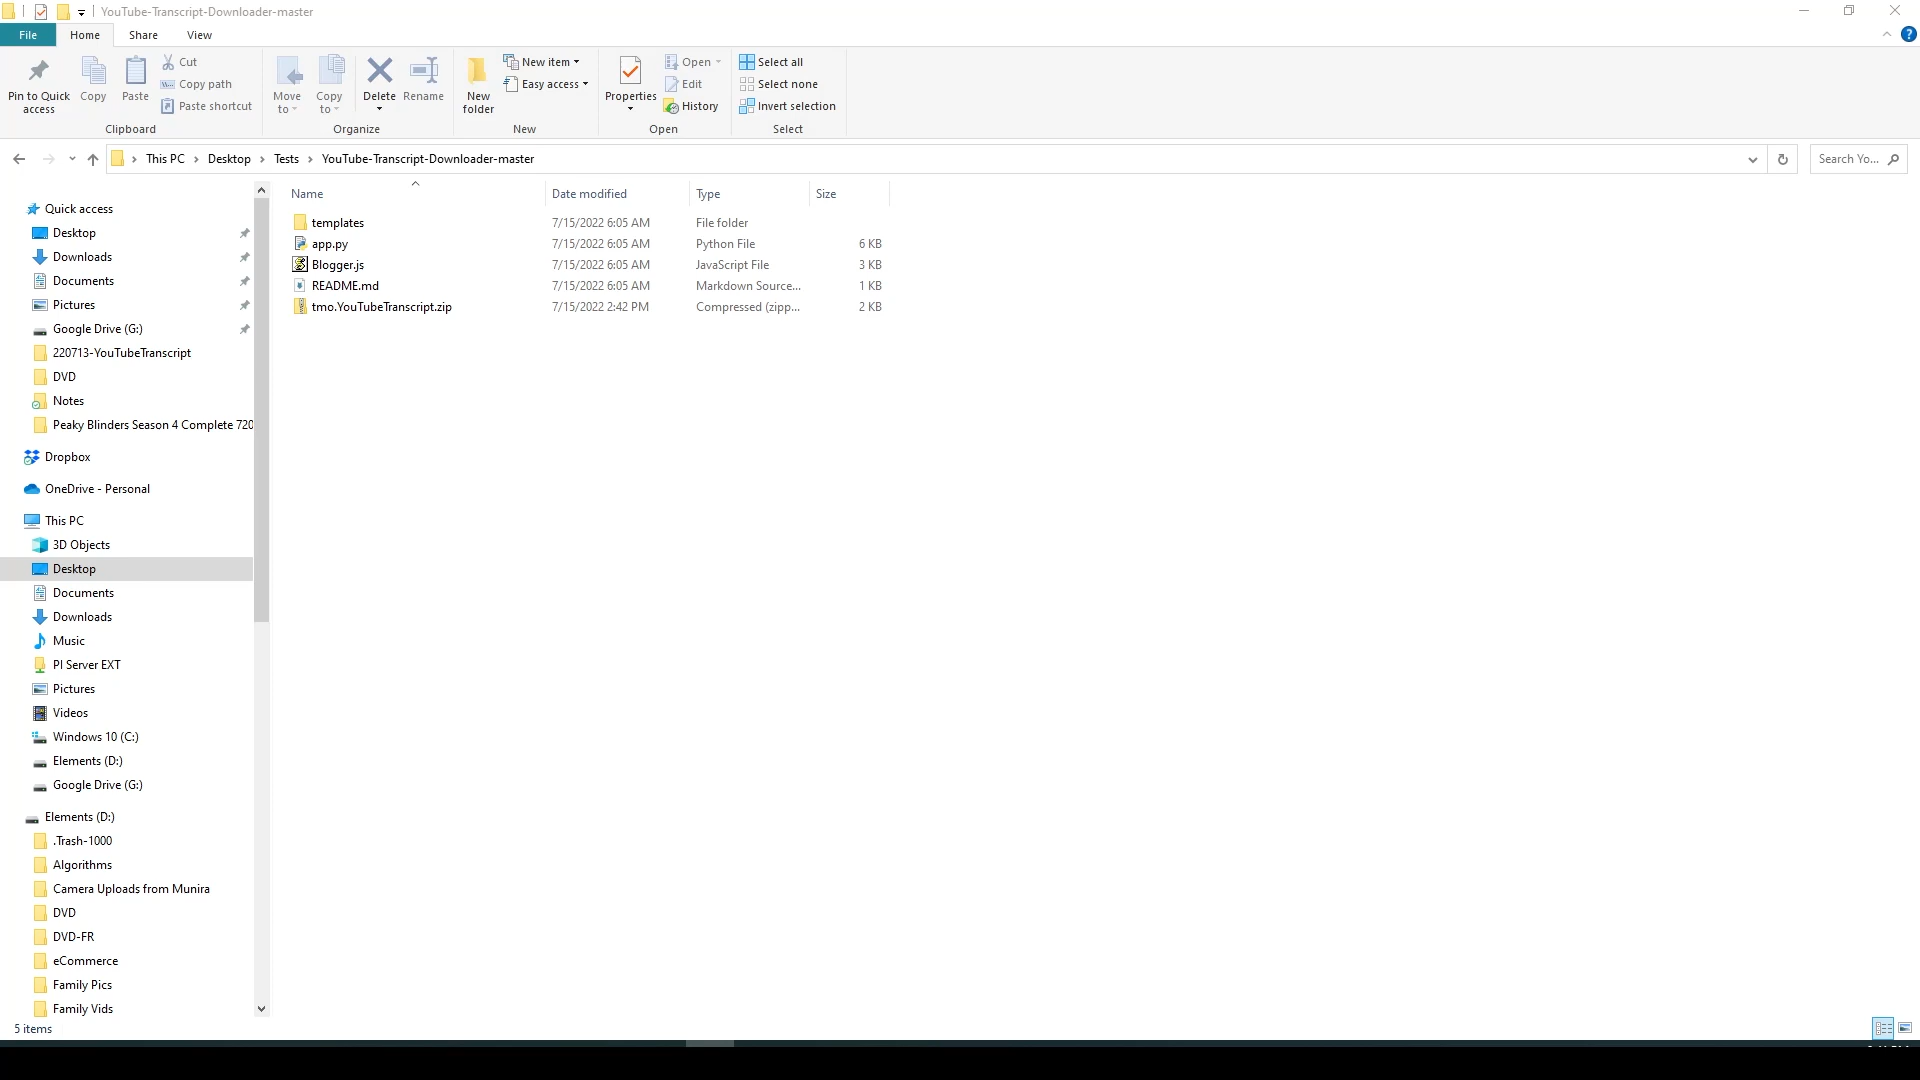 YouTube-Transcript-Downloader-master
File
Home
Share
View
Pin to Quick access
Copy
Paste
Cut
Copy path
Paste shortcut
Clipboard
Move to
Copy to
Delete
Rename
Organize
New folder
New item
Easy access
New
Properties
Open
Edit
History
Open
Select all
Select none
Invert selection
Select
This PC
Desktop
Tests
YouTube-Transcript-Downloader-master
Search Yo...
Name
Date modified
Type
Size
templates 7/15/2022 6:05 AM File folder
app.py 7/15/2022 6:05 AM Python File 6 KB
Blogger.js 7/15/2022 6:05 AM JavaScript File 3 KB
README.md 7/15/2022 6:05 AM Markdown Source... 1 KB
tmo.YouTubeTranscript.zip 7/15/2022 2:42 PM Compressed (zipp... 2 KB
Quick access
Desktop
Downloads
Documents
Pictures
Google Drive (G:)
220713-YouTubeTranscript
DVD
Notes
Peaky Blinders Season 4 Complete 720
Dropbox
OneDrive - Personal
This PC
3D Objects
Desktop
Documents
Downloads
Music
PI Server EXT
Pictures
Videos
Windows 10 (C:)
Elements (D:)
Google Drive (G:)
Elements (D:)
.Trash-1000
Algorithms
Camera Uploads from Munira
DVD
DVD-FR
eCommerce
Family Pics
Family Vids
5 items